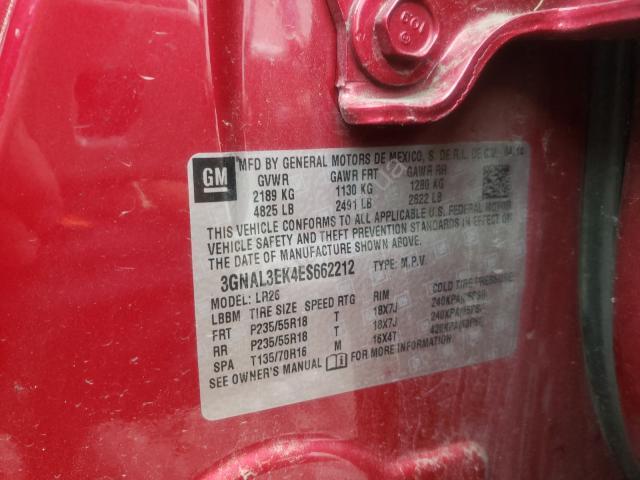 GM
MFD BY GENERAL MOTORS DE MEXICO, S. DE R.L. DE C.V.
GVWR GAWR FRT GAWR RR
2189 KG 1130 KG 1280 KG
4825 LB 2491 LB 2822 LB
THIS VEHICLE CONFORMS TO ALL APPLICABLE U.S. FEDERAL MOTOR
VEHICLE SAFETY AND THEFT PREVENTION STANDARDS IN EFFECT ON
THE DATE OF MANUFACTURE SHOWN ABOVE.
3GNAL3EK4ES662212 TYPE: M.P.V.
MODEL: LR26
LBBM TIRE SIZE SPEED RTG RIM COLD TIRE
FRT P235/55R18 T 18X7J
RR P235/55R18 T 18X7J
SPA T135/70R16 M 16X4T
SEE OWNER'S MANUAL FOR MORE INFORMATION.